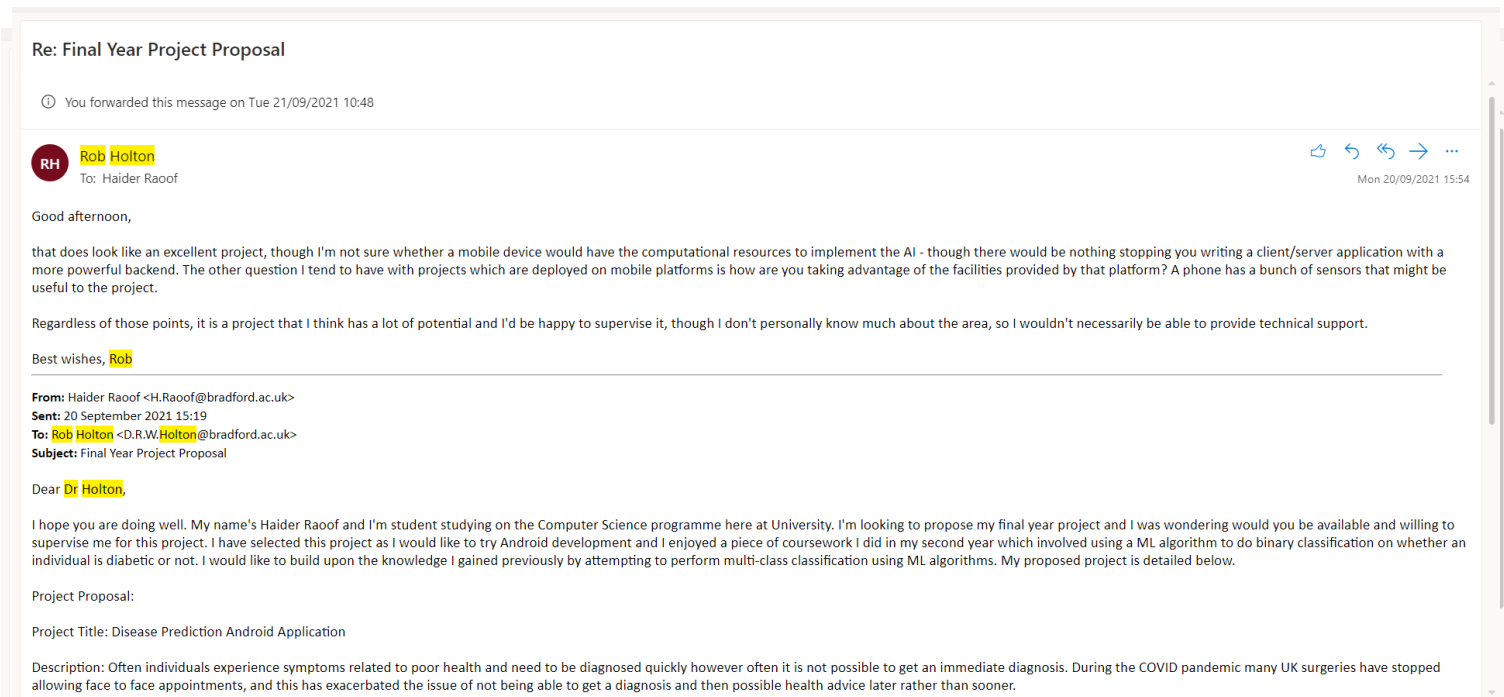 Re: Final Year Project Proposal
You forwarded this message on Tue 21/09/2021 10:48
RH
Rob Holton
To: Haider Raoof
Mon 20/09/2021 15:54
Good afternoon,
that does look like an excellent project, though I'm not sure whether a mobile device would have the computational resources to implement the AI - though there would be nothing stopping you writing a client/server application with a
more powerful backend. The other question I tend to have with projects which are deployed on mobile platforms is how are you taking advantage of the facilities provided by that platform? A phone has a bunch of sensors that might be
useful to the project.
Regardless of those points, it is a project that I think has a lot of potential and I'd be happy to supervise it, though I don't personally know much about the area, so I wouldn't necessarily be able to provide technical support.
Best wishes, Rob
From: Haider Raoof <H.Raoof@bradford.ac.uk>
Sent: 20 September 2021 15:19
To: Rob Holton <D.R.W.Holton@bradford.ac.uk>
Subject: Final Year Project Proposal
Dear Dr Holton,
I hope you are doing well. My name's Haider Raoof and I'm student studying on the Computer Science programme here at University. I'm looking to propose my final year project and I was wondering would you be available and willing to
supervise me for this project. I have selected this project as I would like to try Android development and I enjoyed a piece of coursework I did in my second year which involved using a ML algorithm to do binary classification on whether an
individual is diabetic or not. I would like to build upon the knowledge I gained previously by attempting to perform multi-class classification using ML algorithms. My proposed project is detailed below.
Project Proposal:
Project Title: Disease Prediction Android Application
Description: Often individuals experience symptoms related to poor health and need to be diagnosed quickly however often it is not possible to get an immediate diagnosis. During the COVID pandemic many UK surgeries have stopped
allowing face to face appointments, and this has exacerbated the issue of not being able to get a diagnosis and then possible health advice later rather than sooner.